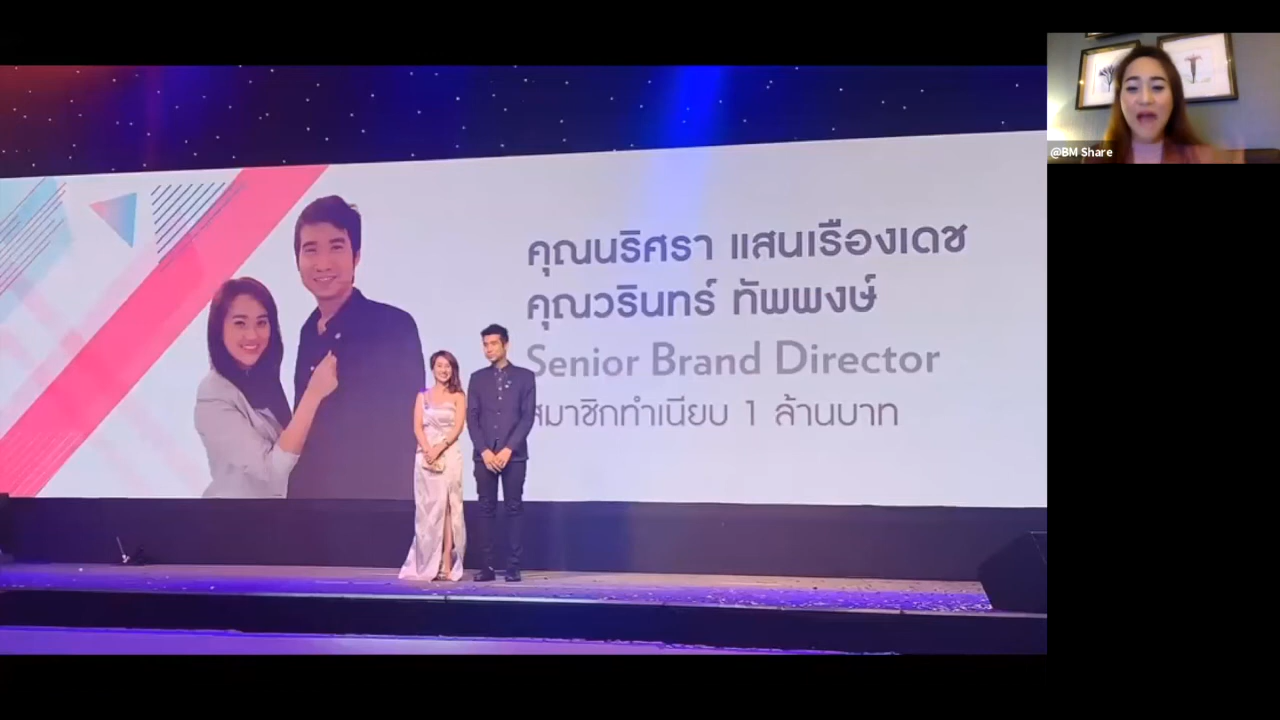 คุณนริศรา แสนเรืองเดช
คุณวรินทร์ ทัพพงษ์
Senior Brand Director
สมาชิกทำเนียบ 1 ล้านบาท
@BM Share